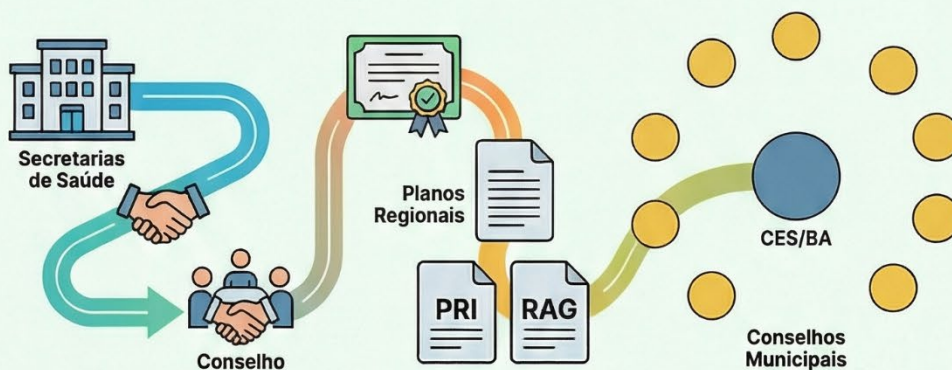 Secretarias
de Saúde
Conselho
Planos
Regionais
PRI
RAG
CES/BA
Conselhos
Municipais